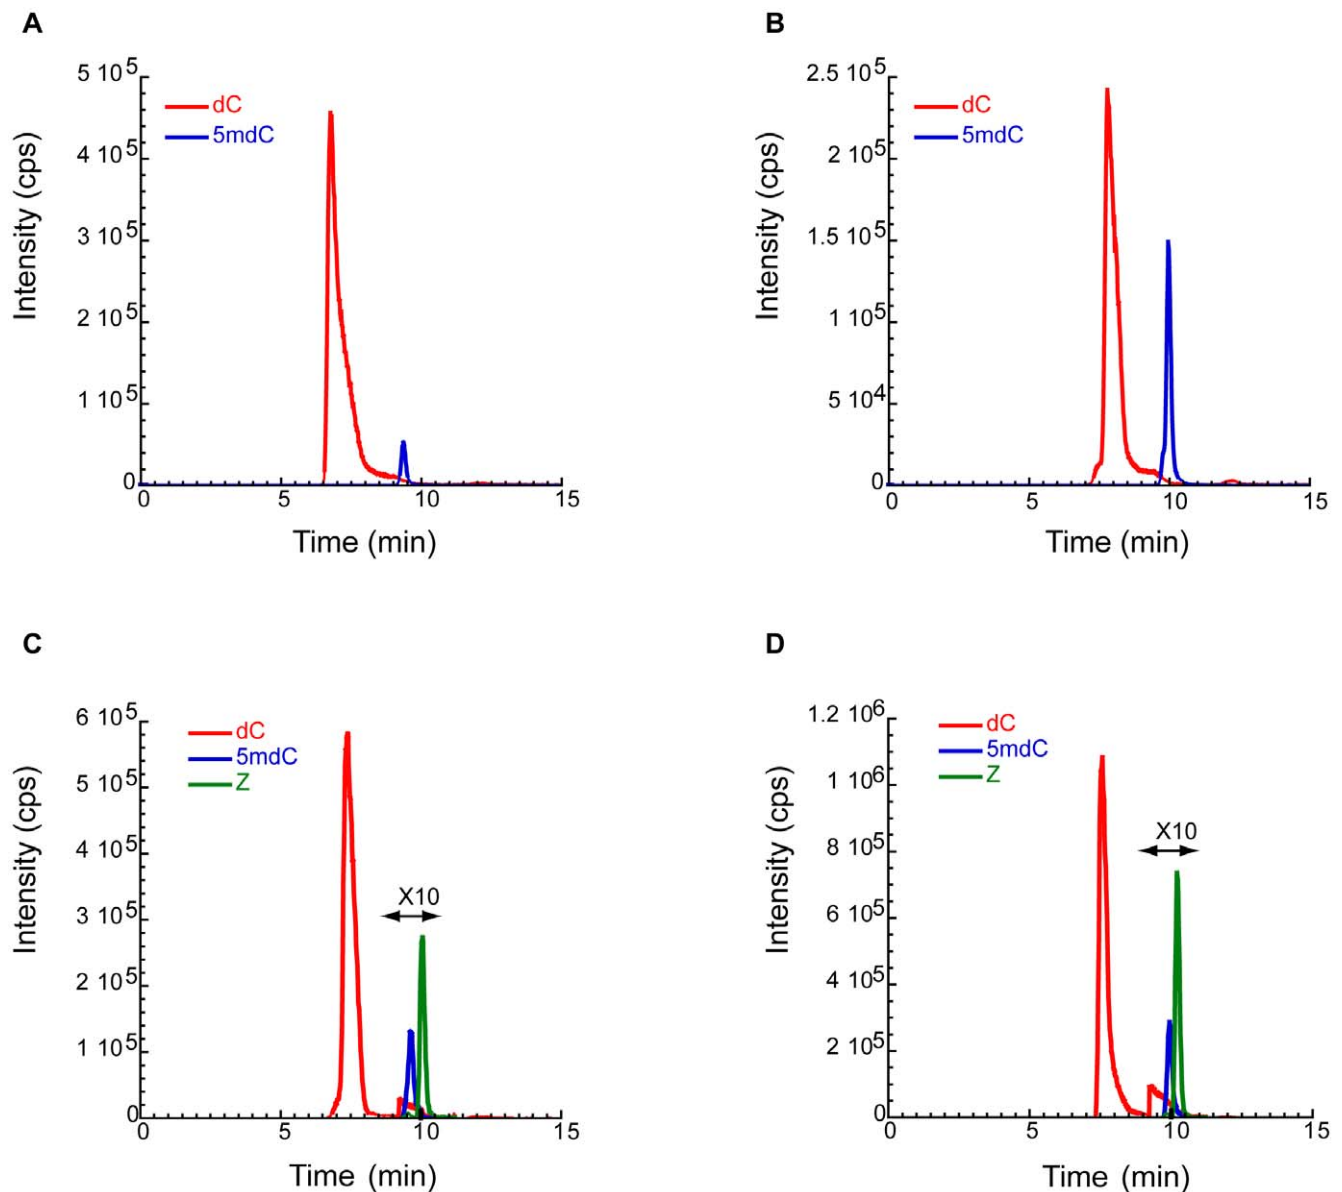 A
5 10⁵
4 10⁵
3 10⁵
2 10⁵
1 10⁵
0
0 5 10 15
Intensity (cps)
Time (min)
dC
5mdC
B
2.5 10⁵
2 10⁵
1.5 10⁵
1 10⁵
5 10⁴
0
0 5 10 15
Intensity (cps)
Time (min)
dC
5mdC
C
6 10⁵
5 10⁵
4 10⁵
3 10⁵
2 10⁵
1 10⁵
0
0 5 10 15
Intensity (cps)
Time (min)
dC
5mdC
Z
X10
D
1.2 10⁶
1 10⁶
8 10⁵
6 10⁵
4 10⁵
2 10⁵
0
0 5 10 15
Intensity (cps)
Time (min)
dC
5mdC
Z
X10